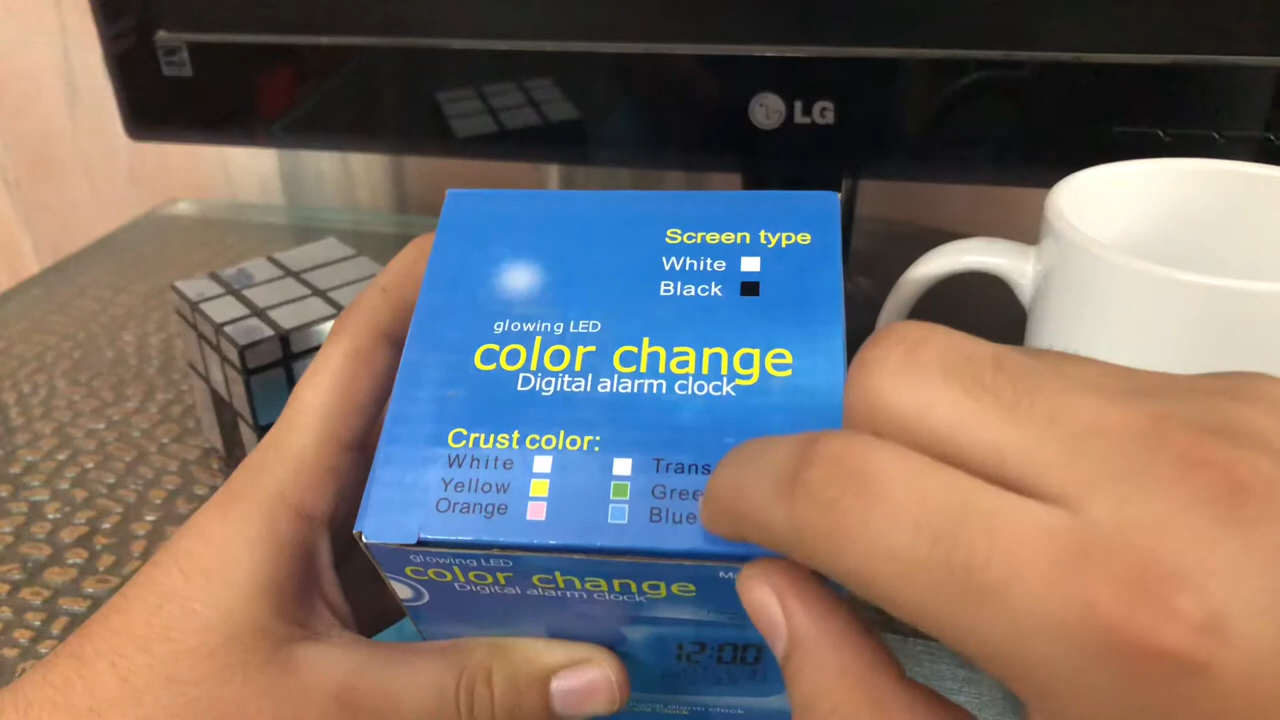 LG
Screen type
White
Black
glowing LED
color change
Digital alarm clock
Crust color:
White
Trans
Yellow
Gree
Orange
Blue
glowing LED
color change
Digital alarm clock
12:00